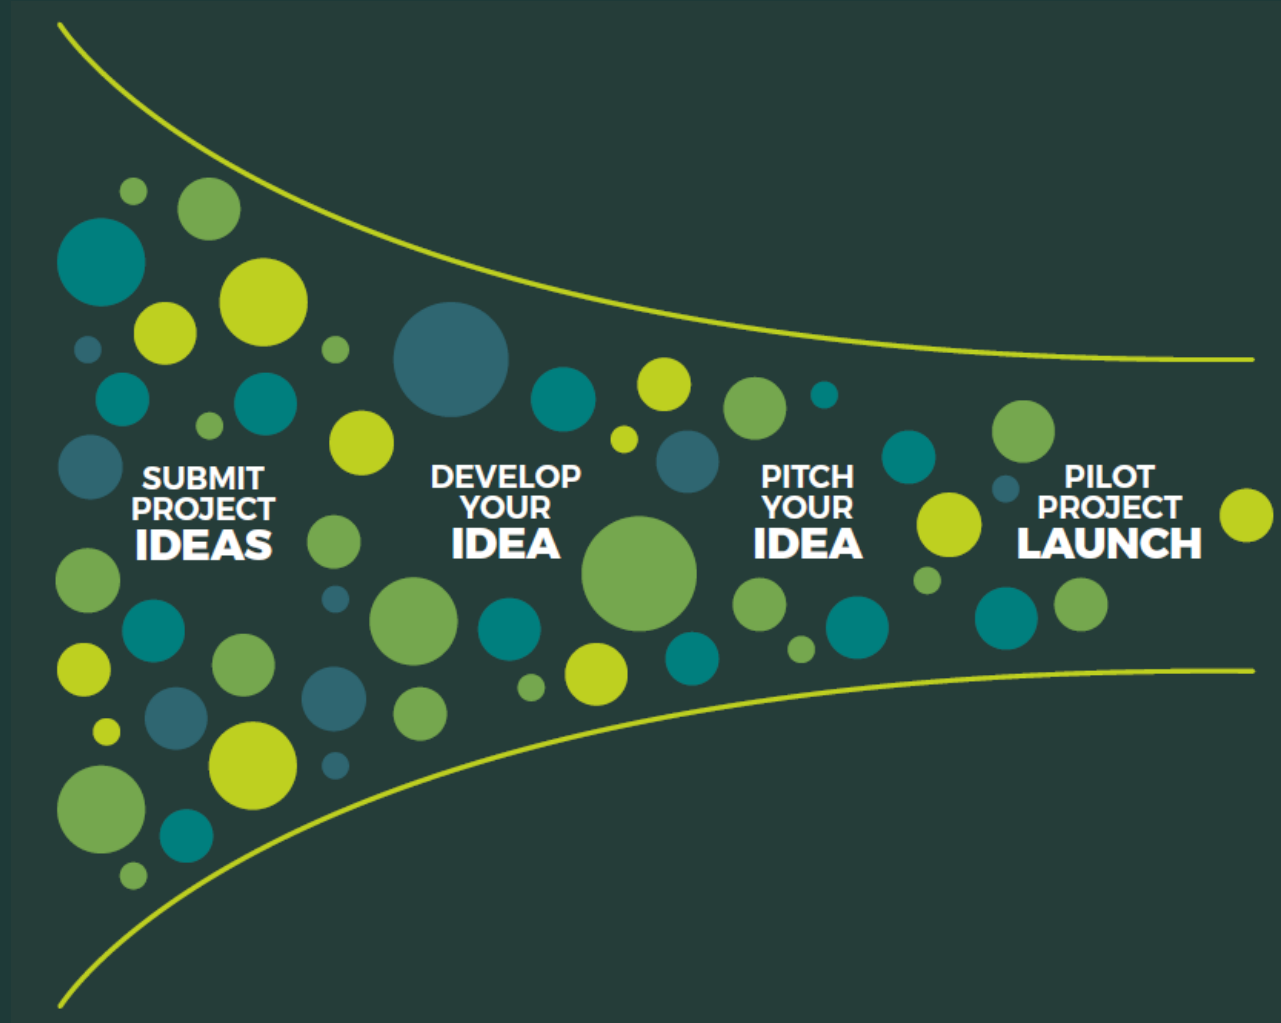 SUBMIT
PROJECT
IDEAS
DEVELOP
YOUR
IDEA
PITCH
YOUR
IDEA
PILOT
PROJECT
LAUNCH